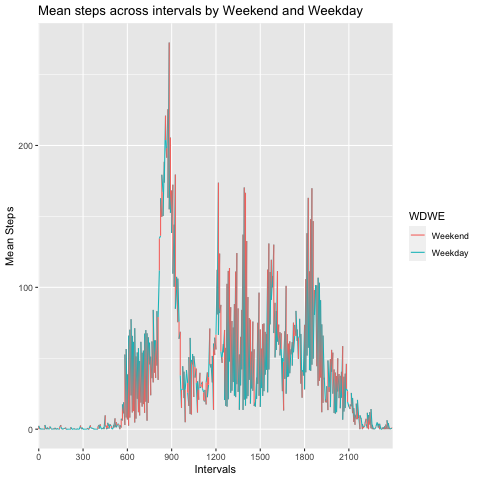 Mean steps across intervals by Weekend and Weekday
200
100
0
Mean Steps
0 300 600 900 1200 1500 1800 2100
Intervals
WDWE
Weekend
Weekday